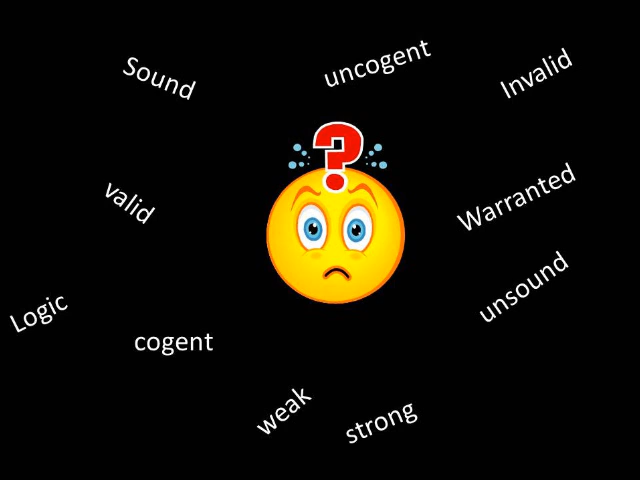 Sound
uncogent
Invalid
?
valid
Warranted
unsound
Logic
cogent
weak
strong